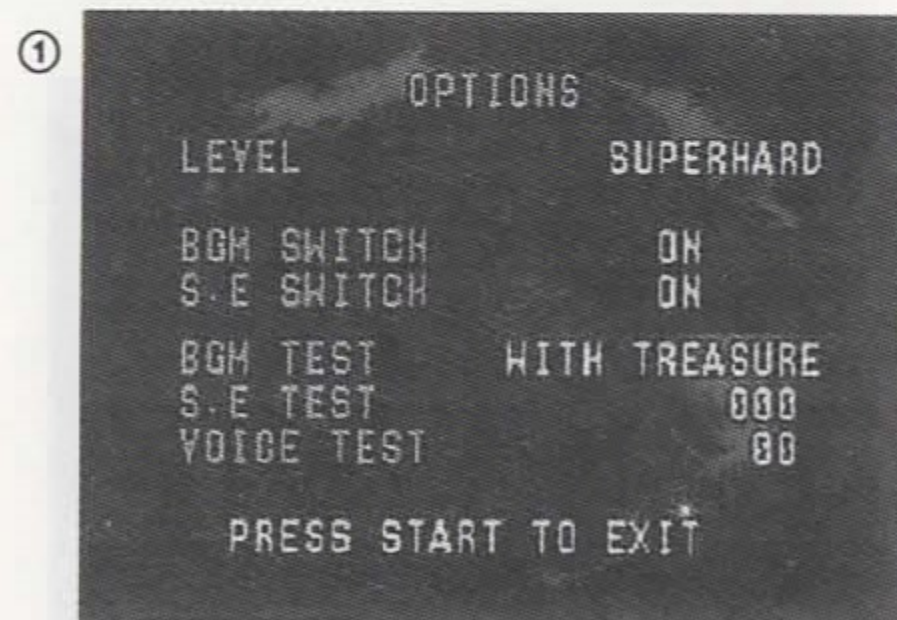 ①
OPTIONS
LEVEL SUPERHARD
BGM SWITCH ON
S.E SWITCH ON
BGM TEST WITH TREASURE
S.E TEST 000
VOICE TEST 00
PRESS START TO EXIT